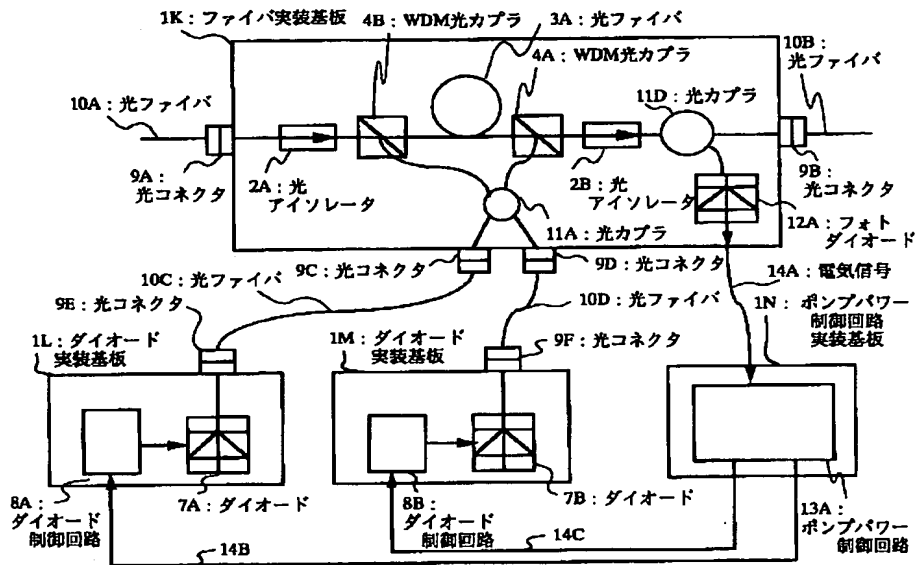 1K：ファイバ実装基板
4B：WDM光カプラ
3A：光ファイバ
4A：WDM光カプラ
10B：
光ファイバ
10A：光ファイバ
11D：光カプラ
9A：
光コネクタ
2A：光
アイソレータ
2B：光
アイソレータ
9B：
光コネクタ
12A：フォト
ダイオード
11A：光カプラ
9C：光コネクタ
9D：光コネクタ
10C：光ファイバ
14A：電気信号
9E：光コネクタ
10D：光ファイバ
1N：ポンプパワー
制御回路
実装基板
1L：ダイオード
実装基板
1M：ダイオード
実装基板
9F：光コネクタ
8A：
ダイオード
制御回路
7A：ダイオード
8B：
ダイオード
制御回路
7B：ダイオード
13A：
ポンプパワー
制御回路
14B
14C